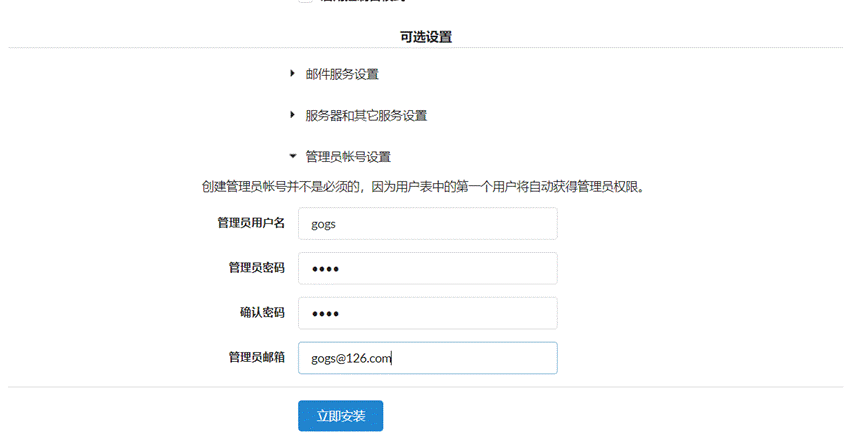 可选设置
邮件服务设置
服务器和其它服务设置
管理员帐号设置
创建管理员帐号并不是必须的，因为用户表中的第一个用户将自动获得管理员权限。
管理员用户名 gogs
管理员密码 ••••
确认密码 ••••
管理员邮箱 gogs@126.com
立即安装